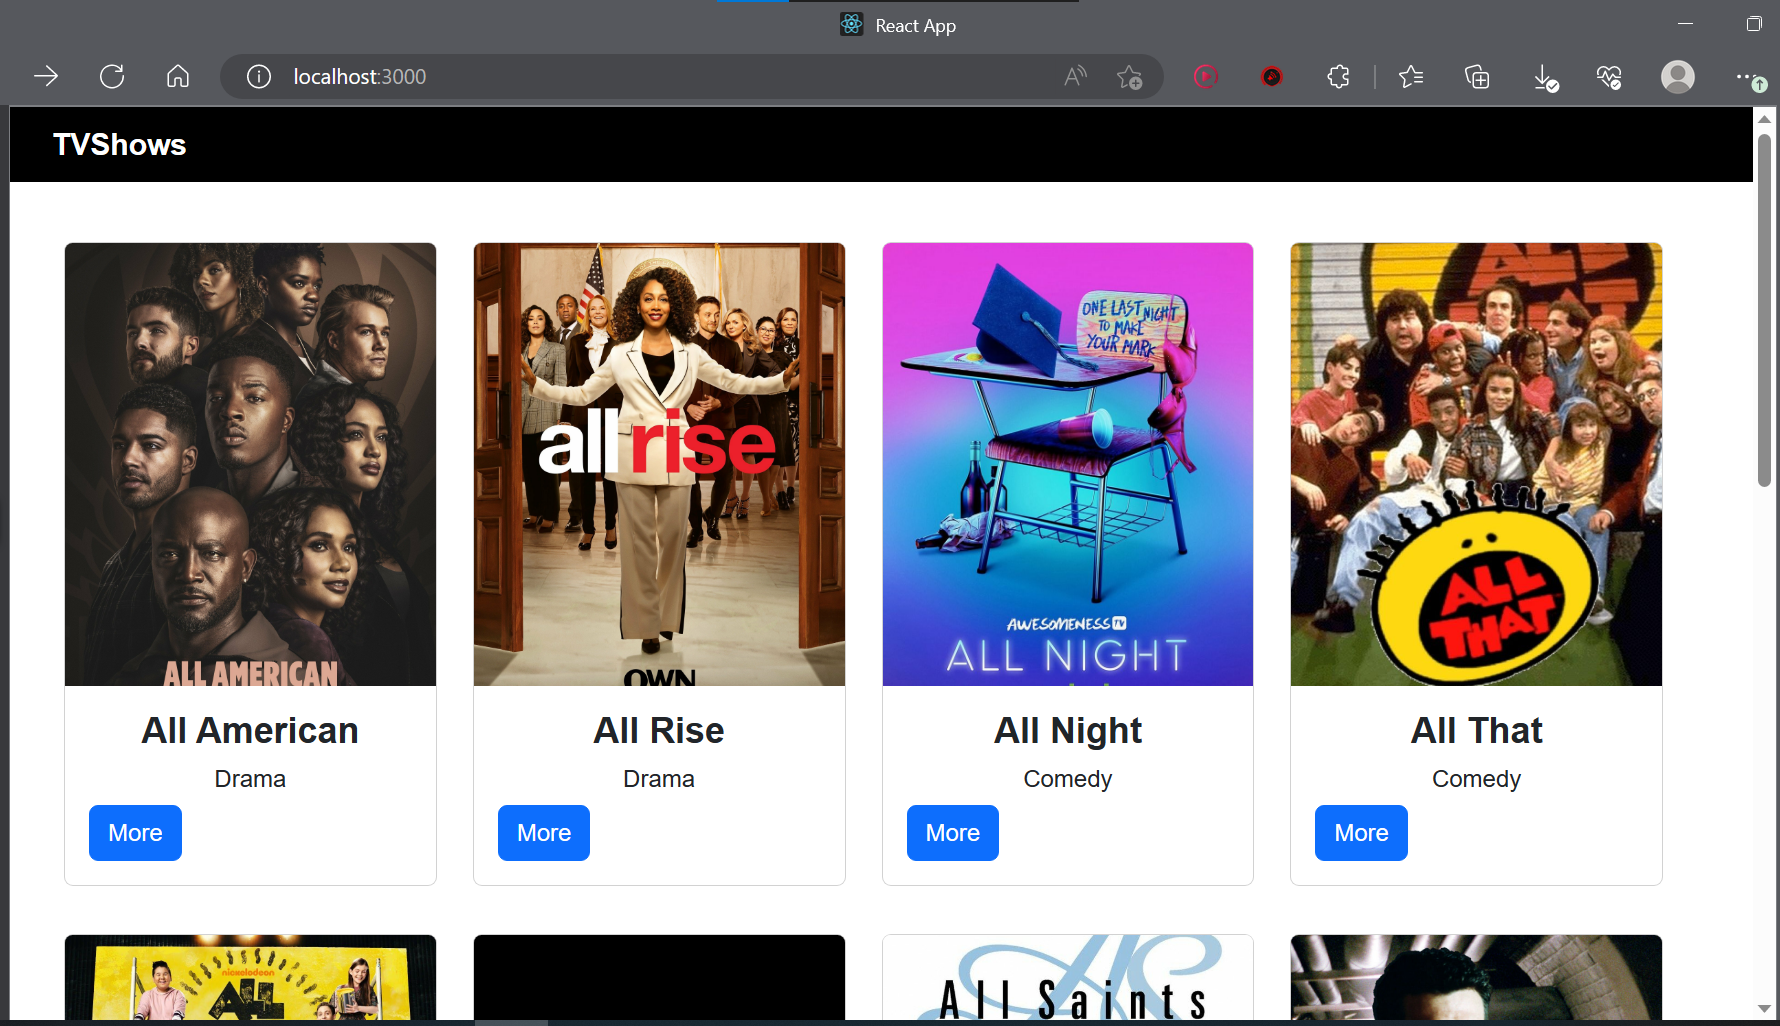 React App
localhost:3000
TVShows
ALL AMERICAN
all rise
OWN
ONE LAST NIGHT
TO MAKE
YOUR MARK
AWESOMENESS TV
ALL NIGHT
ALL
THAT
All American
All Rise
All Night
All That
Drama
Drama
Comedy
Comedy
More
More
More
More
nickelodeon
ALL
All Saints